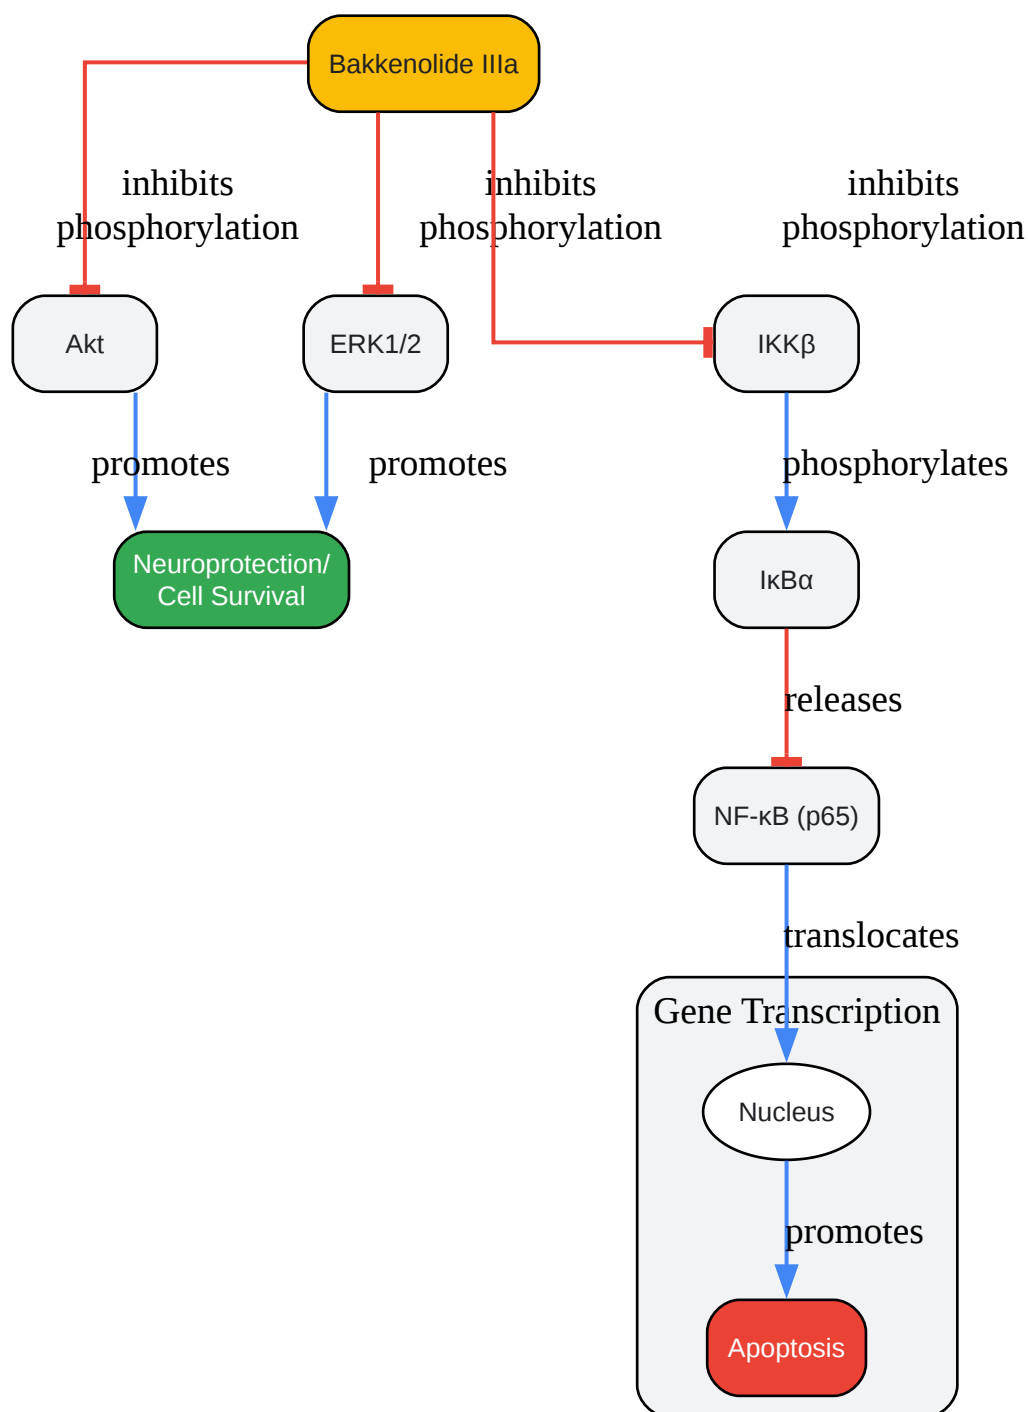 Bakkenolide IIIa
inhibits
phosphorylation
inhibits
phosphorylation
inhibits
phosphorylation
Akt
ERK1/2
IKKβ
promotes
promotes
phosphorylates
Neuroprotection/
Cell Survival
IκBα
releases
NF-κB (p65)
translocates
Gene Transcription
Nucleus
promotes
Apoptosis